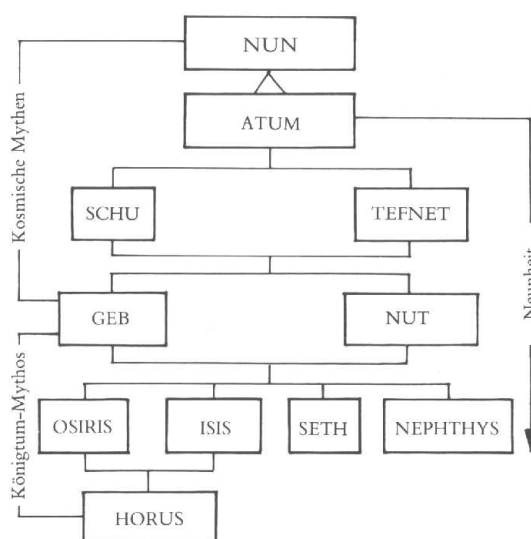 NUN
ATUM
SCHU
TEFNET
GEB
NUT
OSIRIS
ISIS
SETH
NEPHTHYS
HORUS
Kosmische Mythen
Königtum-Mythos
Neunheit